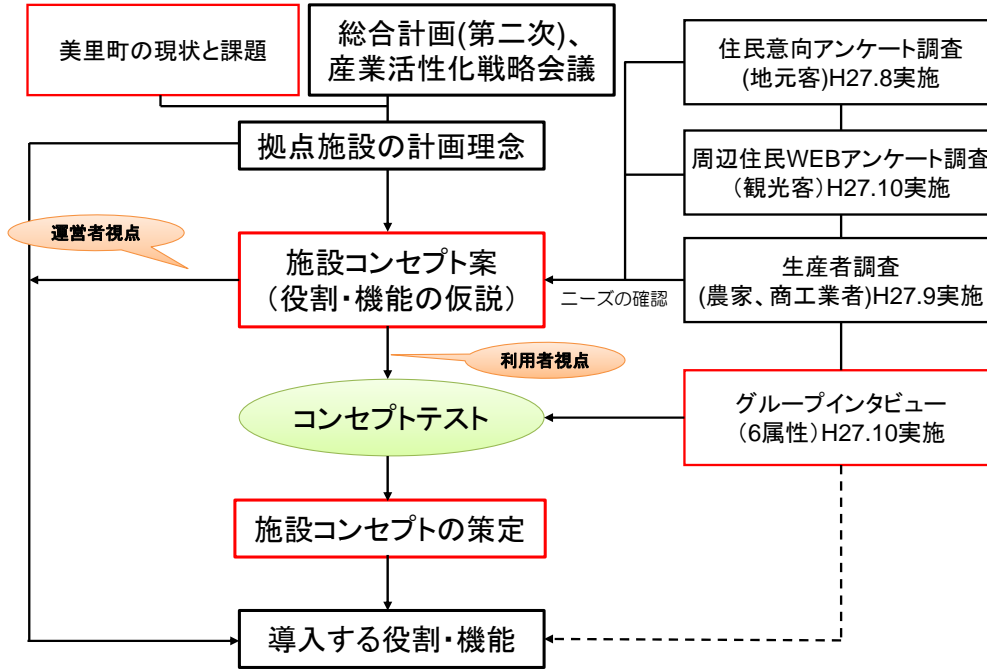 美里町の現状と課題
総合計画(第二次)、
産業活性化戦略会議
拠点施設の計画理念
運営者視点
施設コンセプト案
(役割・機能の仮説)
ニーズの確認
利用者視点
コンセプトテスト
施設コンセプトの策定
導入する役割・機能
住民意向アンケート調査
(地元客)H27.8実施
周辺住民WEBアンケート調査
(観光客)H27.10実施
生産者調査
(農家、商工業者)H27.9実施
グループインタビュー
(6属性)H27.10実施